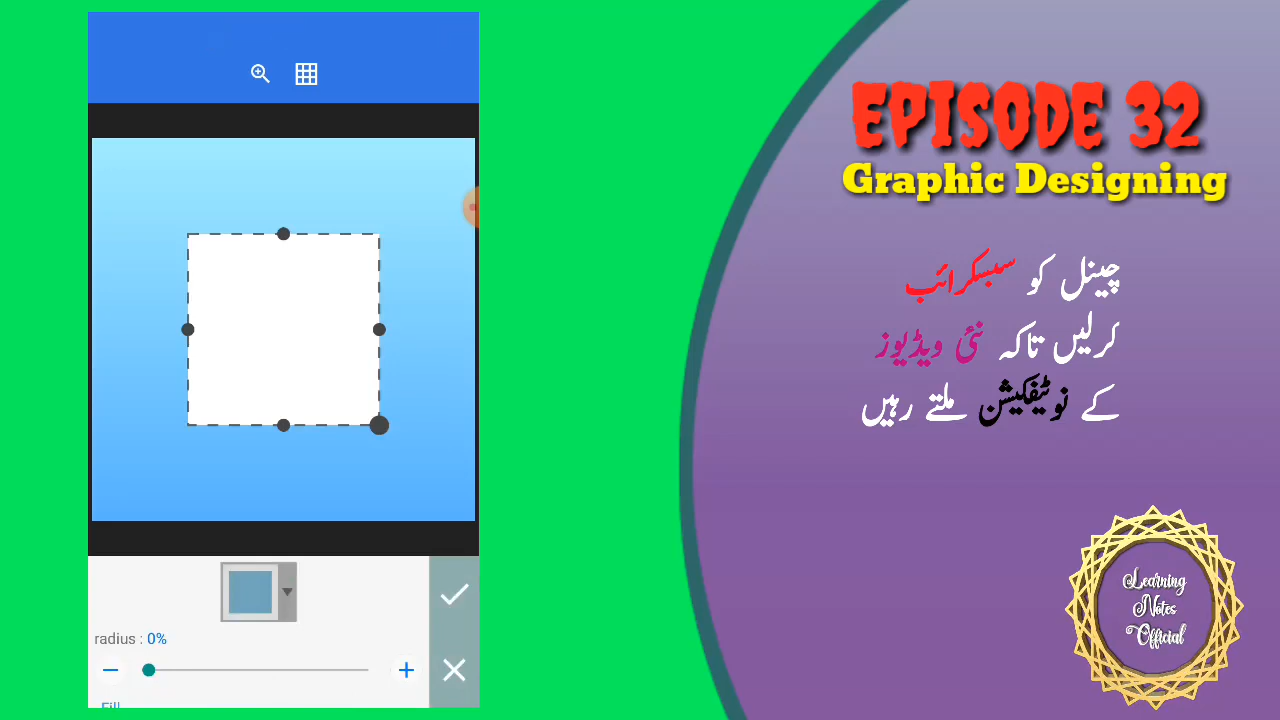 EPISODE 32
Graphic Designing
چینل کو سبسکرائب
کرلیں تاکہ نئی ویڈیوز
کے نوٹیفکیشن ملتے رہیں
radius : 0%
Fill
Learning
Notes
Official